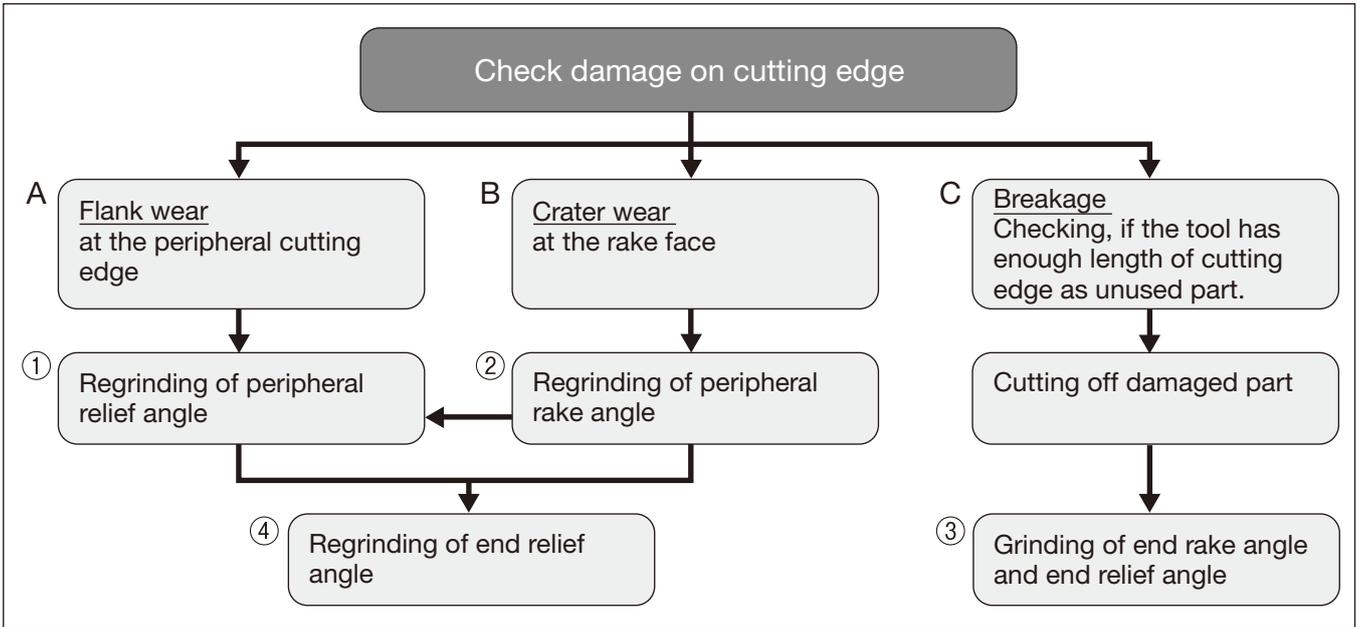 Check damage on cutting edge
A
Flank wear
at the peripheral cutting
edge
B
Crater wear
at the rake face
C
Breakage
Checking, if the tool has
enough length of cutting
edge as unused part.
①
Regrinding of peripheral
relief angle
②
Regrinding of peripheral
rake angle
Cutting off damaged part
④
Regrinding of end relief
angle
③
Grinding of end rake angle
and end relief angle